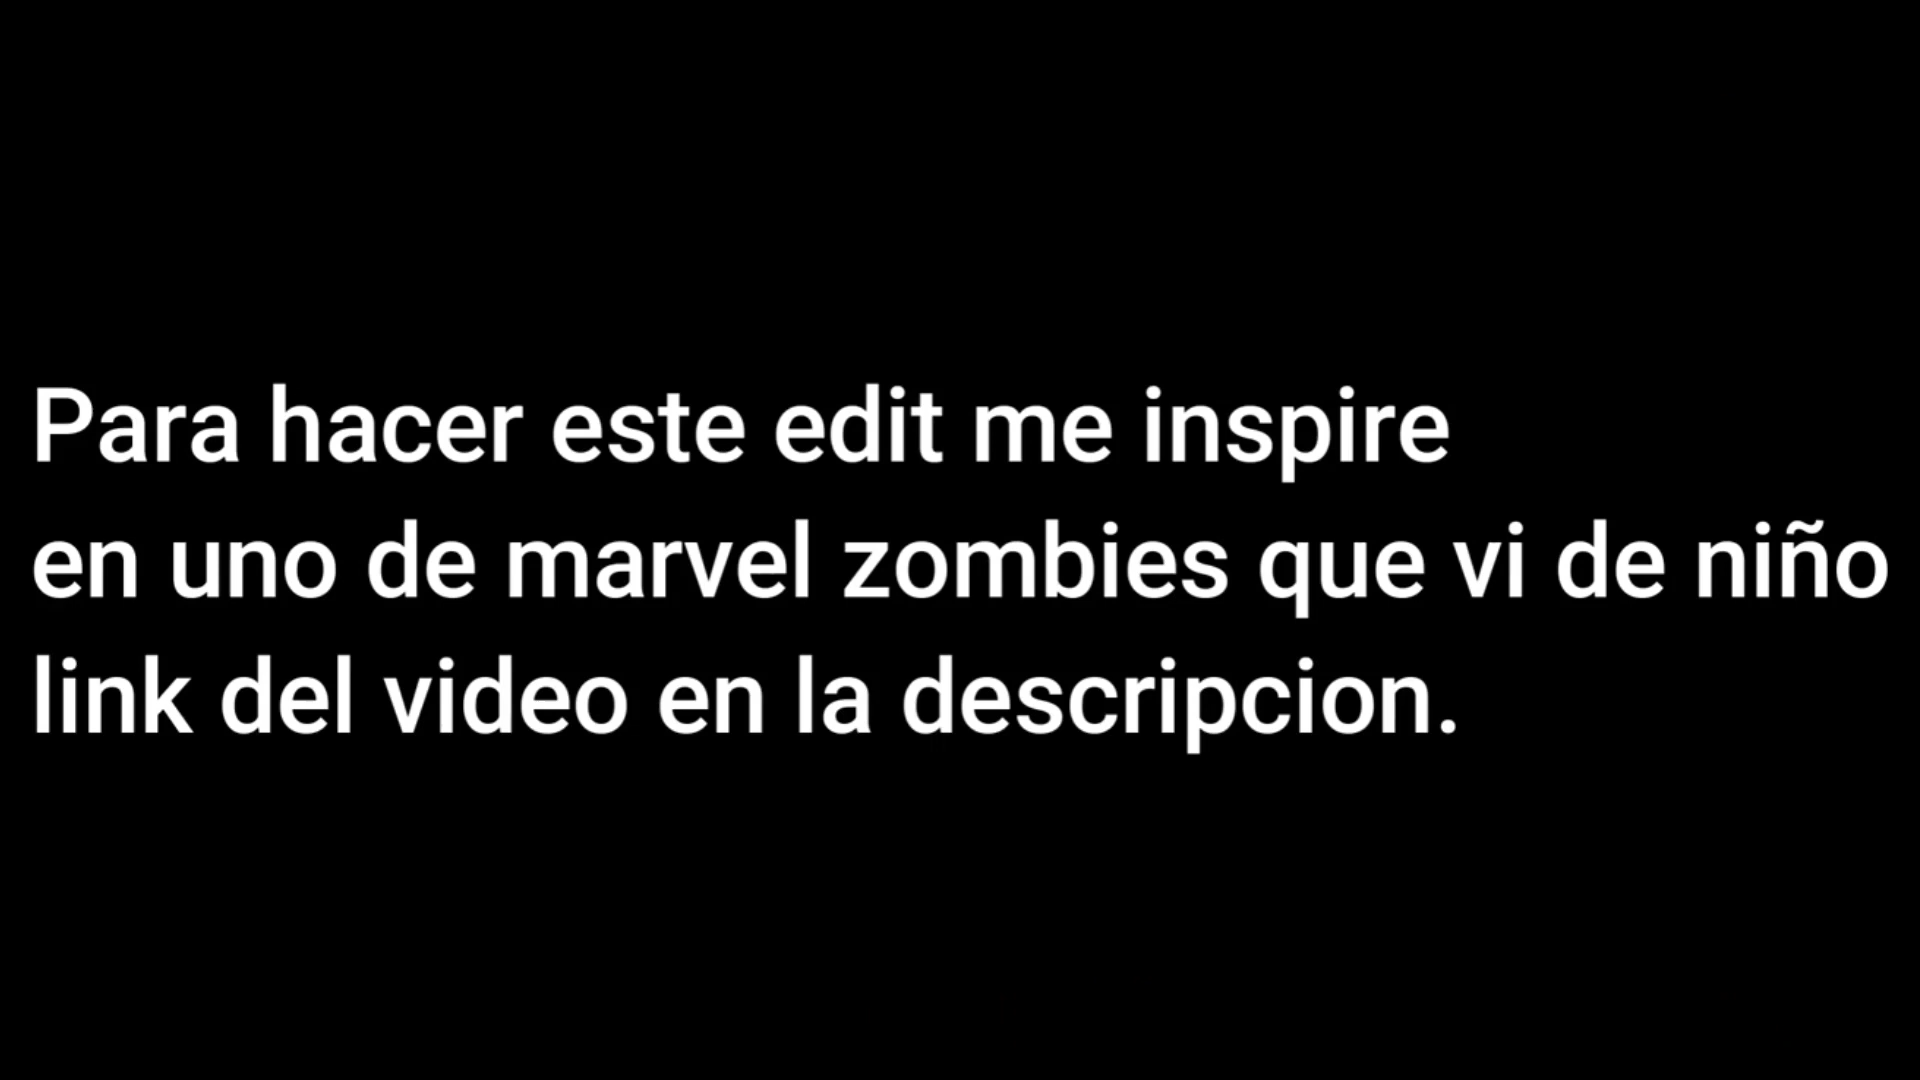 Para hacer este edit me inspire
en uno de marvel zombies que vi de niño
link del video en la descripcion.